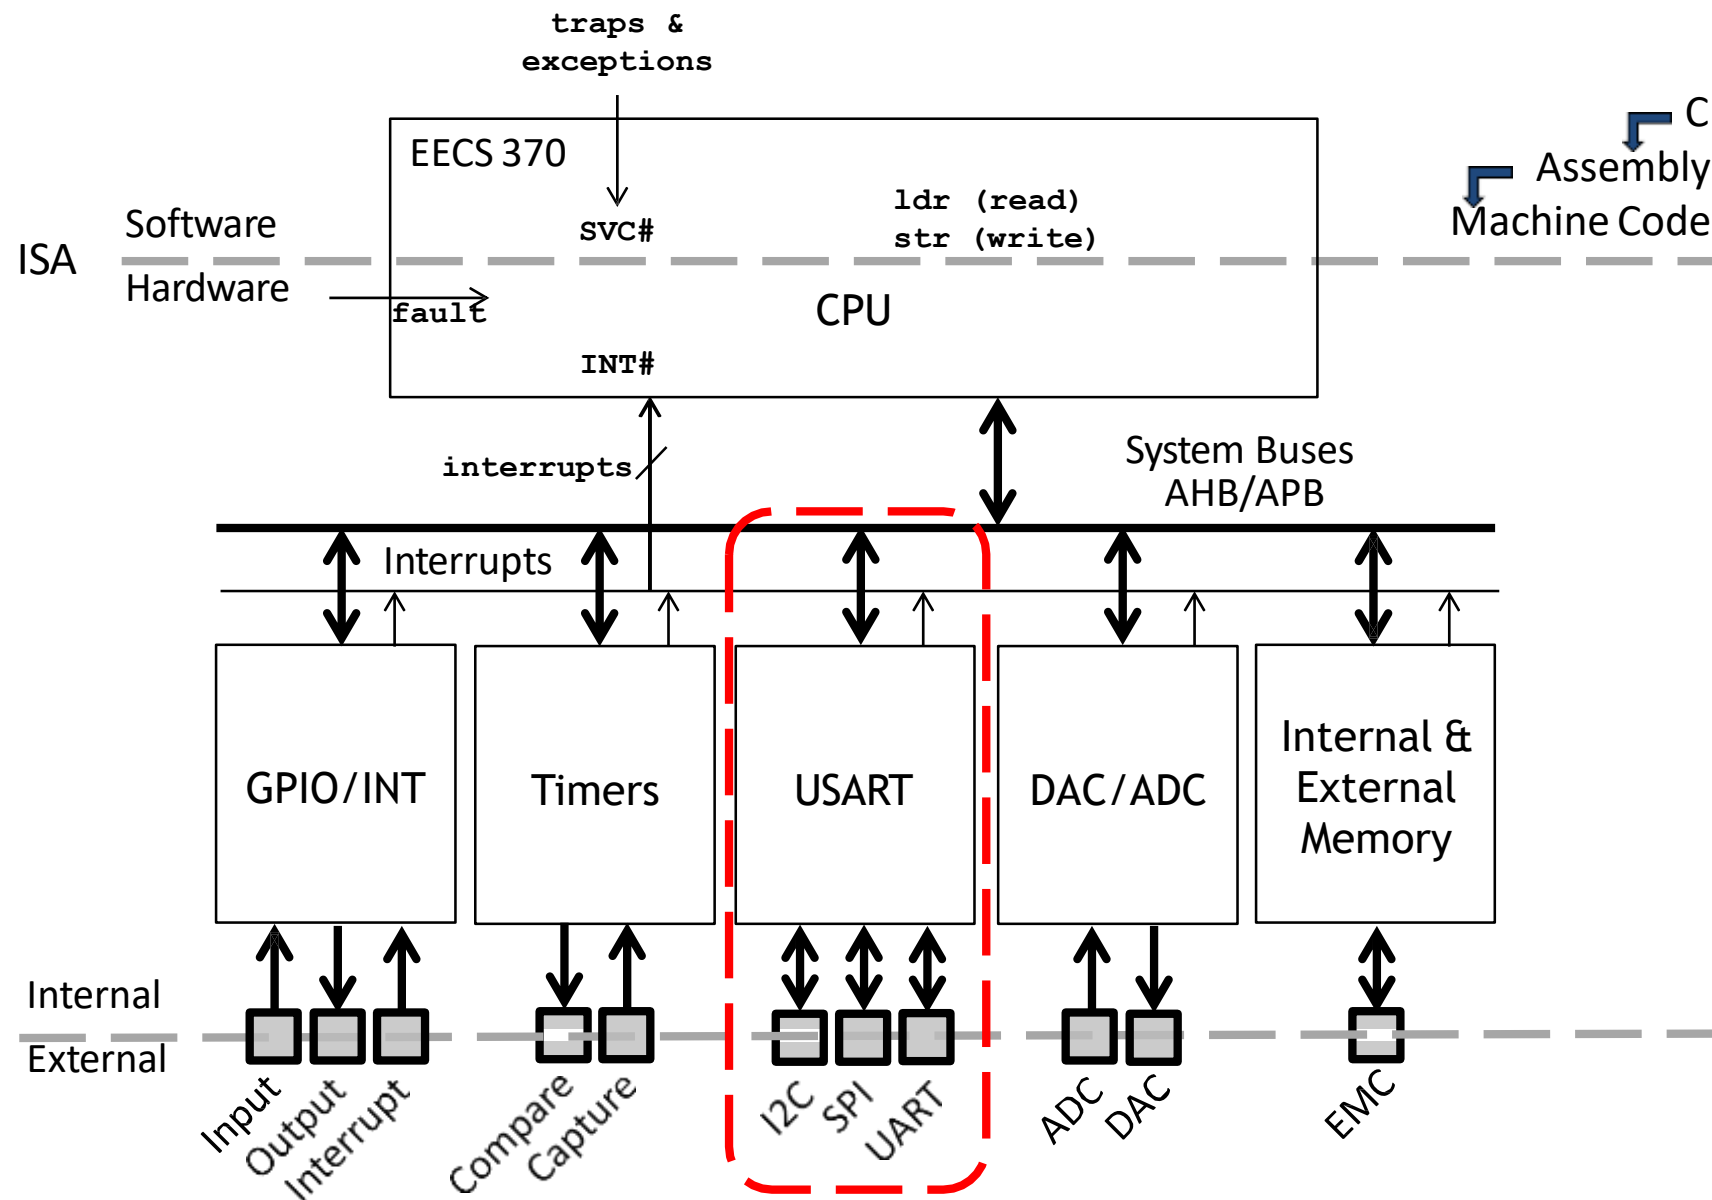 traps &
exceptions
EECS 370
C
Assembly
Machine Code
ldr (read)
str (write)
SVC#
Software
ISA
Hardware
fault
CPU
INT#
interrupts
System Buses
AHB/APB
Interrupts
GPIO/INT
Timers
USART
DAC/ADC
Internal &
External
Memory
Internal
External
Input
Output
Interrupt
Compare
Capture
I2C
SPI
UART
ADC
DAC
EMC